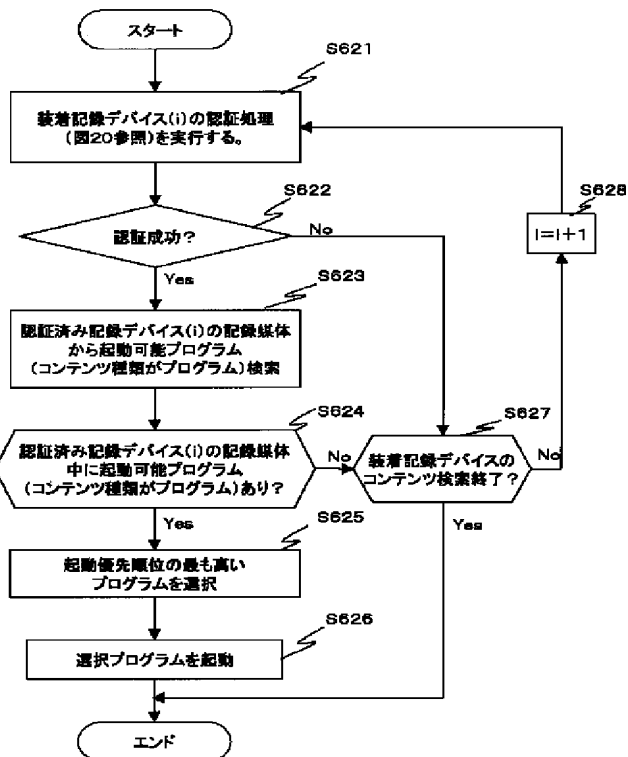 スタート
S621
装着記録デバイス(i)の認証処理
(図20参照)を実行する。
S622
認証成功?
No
Yes
S628
i=i+1
S623
認証済み記録デバイス(i)の記録媒体
から起動可能プログラム
(コンテンツ種類がプログラム)検索
S624
認証済み記録デバイス(i)の記録媒体
中に起動可能プログラム
(コンテンツ種類がプログラム)あり?
No
Yes
S627
装着記録デバイスの
コンテンツ検索終了?
No
Yes
S625
起動優先順位の最も高い
プログラムを選択
S626
選択プログラムを起動
エンド